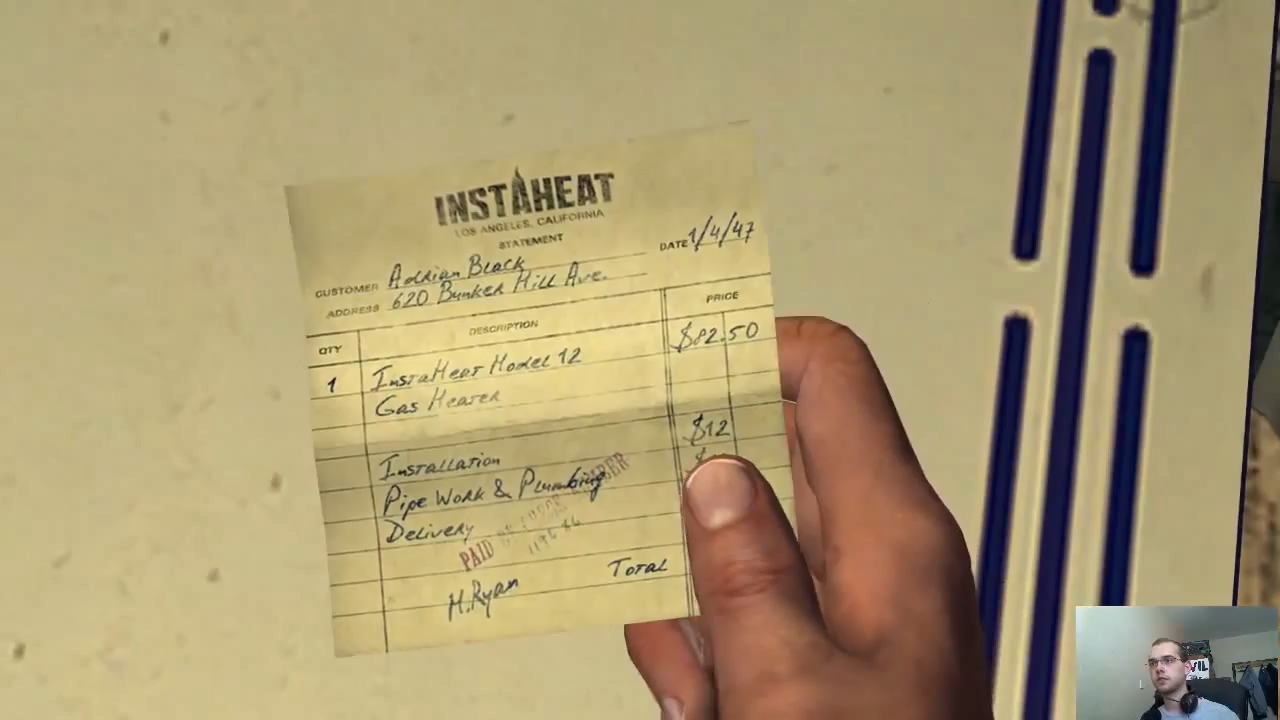 INSTAHEAT
LOS ANGELES, CALIFORNIA
STATEMENT
DATE 1/4/47
CUSTOMER Adrian Black
ADDRESS 620 Bunker Hill Ave.
QTY DESCRIPTION PRICE
1 InstaHeat Model 12 $82.50
Gas Heater
Installation $12
Pipe Work & Plumbing $
Delivery
PAID
Total
H. Ryan